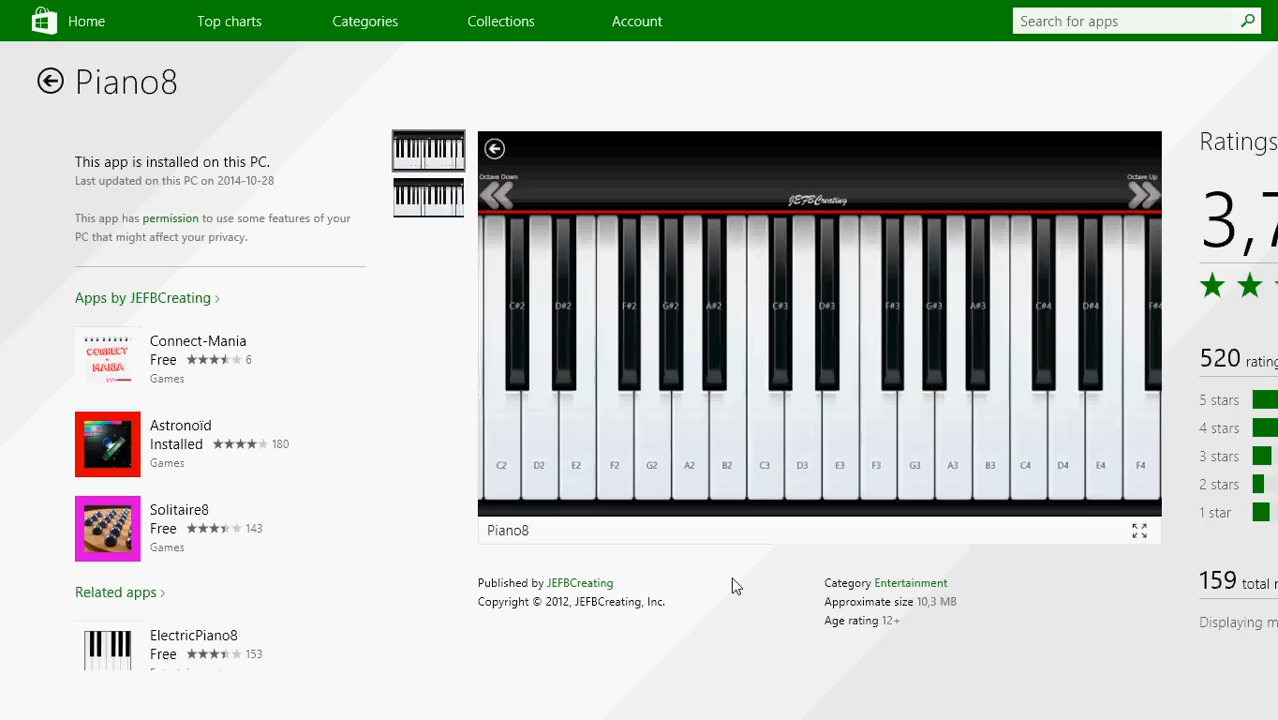 Home
Top charts
Categories
Collections
Account
Search for apps
Piano8
This app is installed on this PC.
Last updated on this PC on 2014-10-28
This app has permission to use some features of your
PC that might affect your privacy.
Apps by JEFBCreating
Connect-Mania
Free 6
Games
CONNECT
MANIA
Astronoïd
Installed 180
Games
Solitaire8
Free 143
Games
Related apps
ElectricPiano8
Free 153
Octave Down
Octave Up
JEFBCreating
C#2 D#2 F#2 G#2 A#2 C#3 D#3 F#3 G#3 A#3 C#4 D#4 F#4
C2 D2 E2 F2 G2 A2 B2 C3 D3 E3 F3 G3 A3 B3 C4 D4 E4 F4
Piano8
Published by JEFBCreating
Copyright © 2012, JEFBCreating, Inc.
Category Entertainment
Approximate size 10,3 MB
Age rating 12+
Ratings
3,7
520 rating
5 stars
4 stars
3 stars
2 stars
1 star
159 total
Displaying